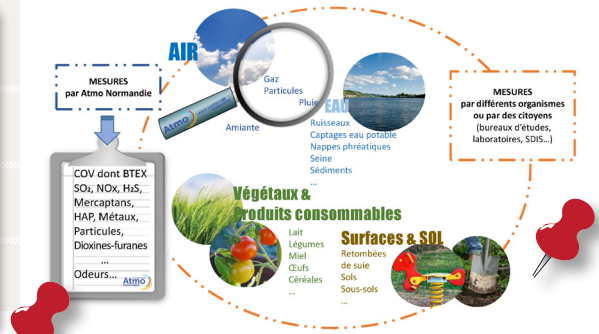 MESURES
par Atmo Normandie
COV dont BTEX
SO₂, NOx, H₂S,
Mercaptans,
HAP, Métaux,
Particules,
Dioxines-furanes
...
Odeurs...
Atmo
AIR
Gaz
Particules
Pluie
Atmo
Amiante
EAU
Ruisseaux
Captages eau potable
Nappes phréatiques
Seine
Sédiments
...
MESURES
par différents organismes
ou par des citoyens
(bureaux d'études,
laboratoires, SDIS...)
Végétaux &
Produits consommables
Lait
Légumes
Miel
Œufs
Céréales
...
Surfaces & SOL
Retombées
de suie
Sols
Sous-sols
...